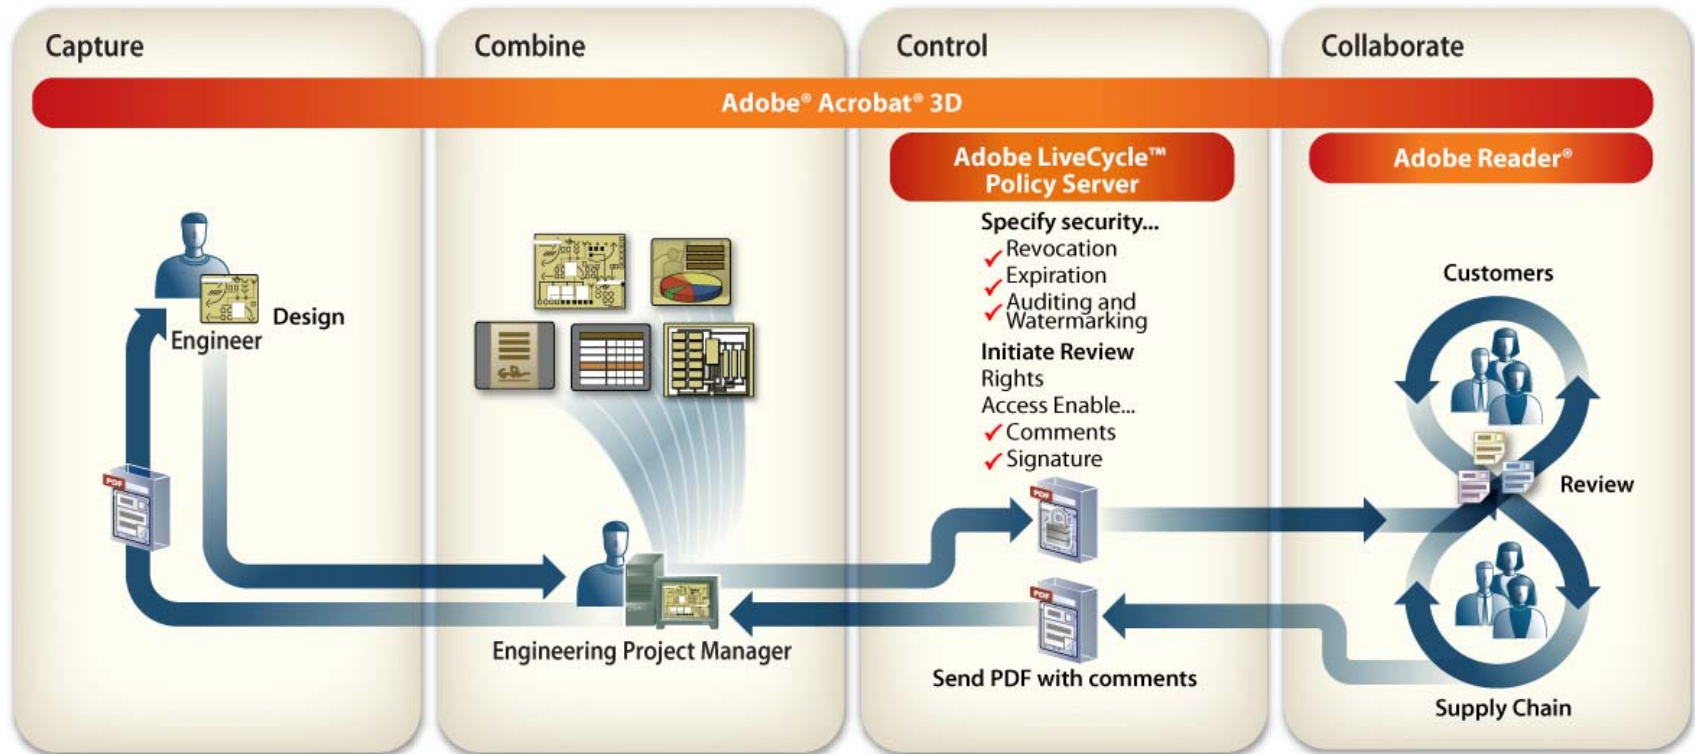 Capture
Combine
Control
Collaborate
Adobe® Acrobat® 3D
Adobe LiveCycle™
Policy Server
Adobe Reader®
Design
Engineer
Engineering Project Manager
Specify security...
Revocation
Expiration
Auditing and
Watermarking
Initiate Review
Rights
Access Enable...
Comments
Signature
PDF
PDF
PDF
Send PDF with comments
Customers
Review
Supply Chain